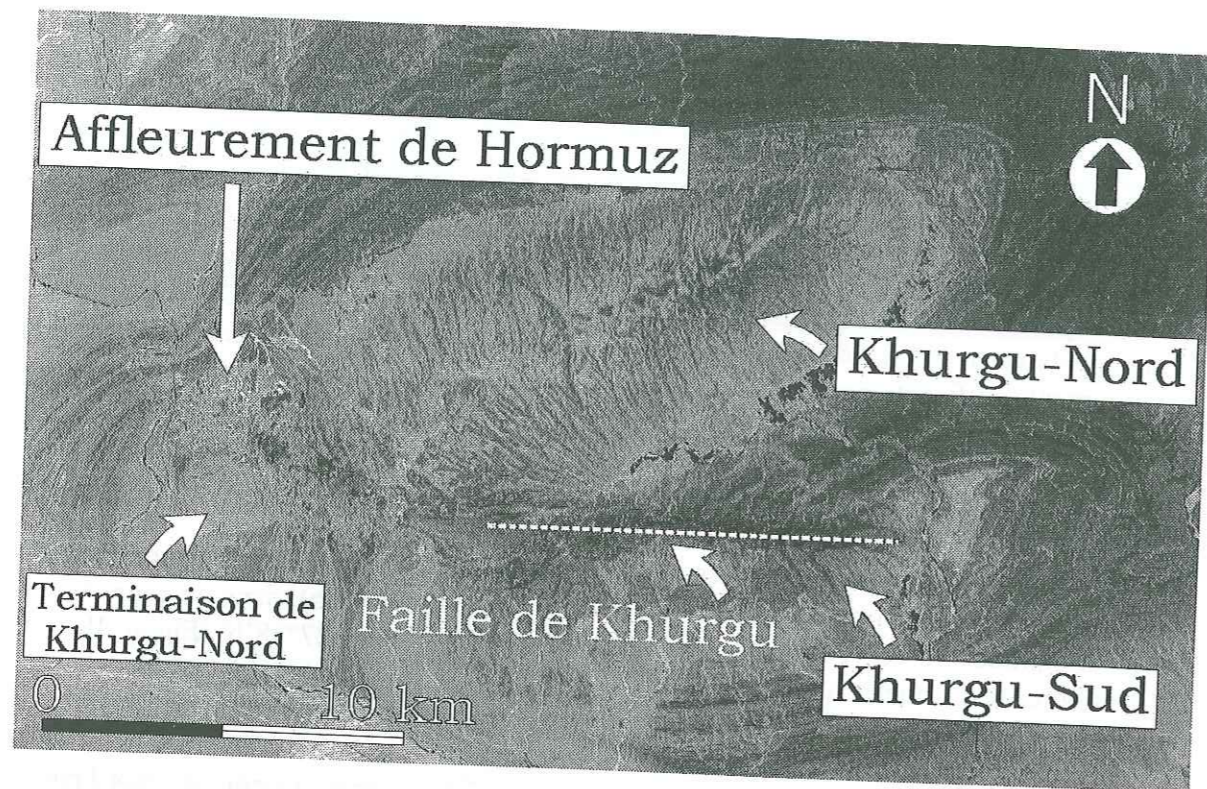 N
Affleurement de Hormuz
Khurgu-Nord
Terminaison de
Khurgu-Nord
Faille de Khurgu
Khurgu-Sud
0 10 km